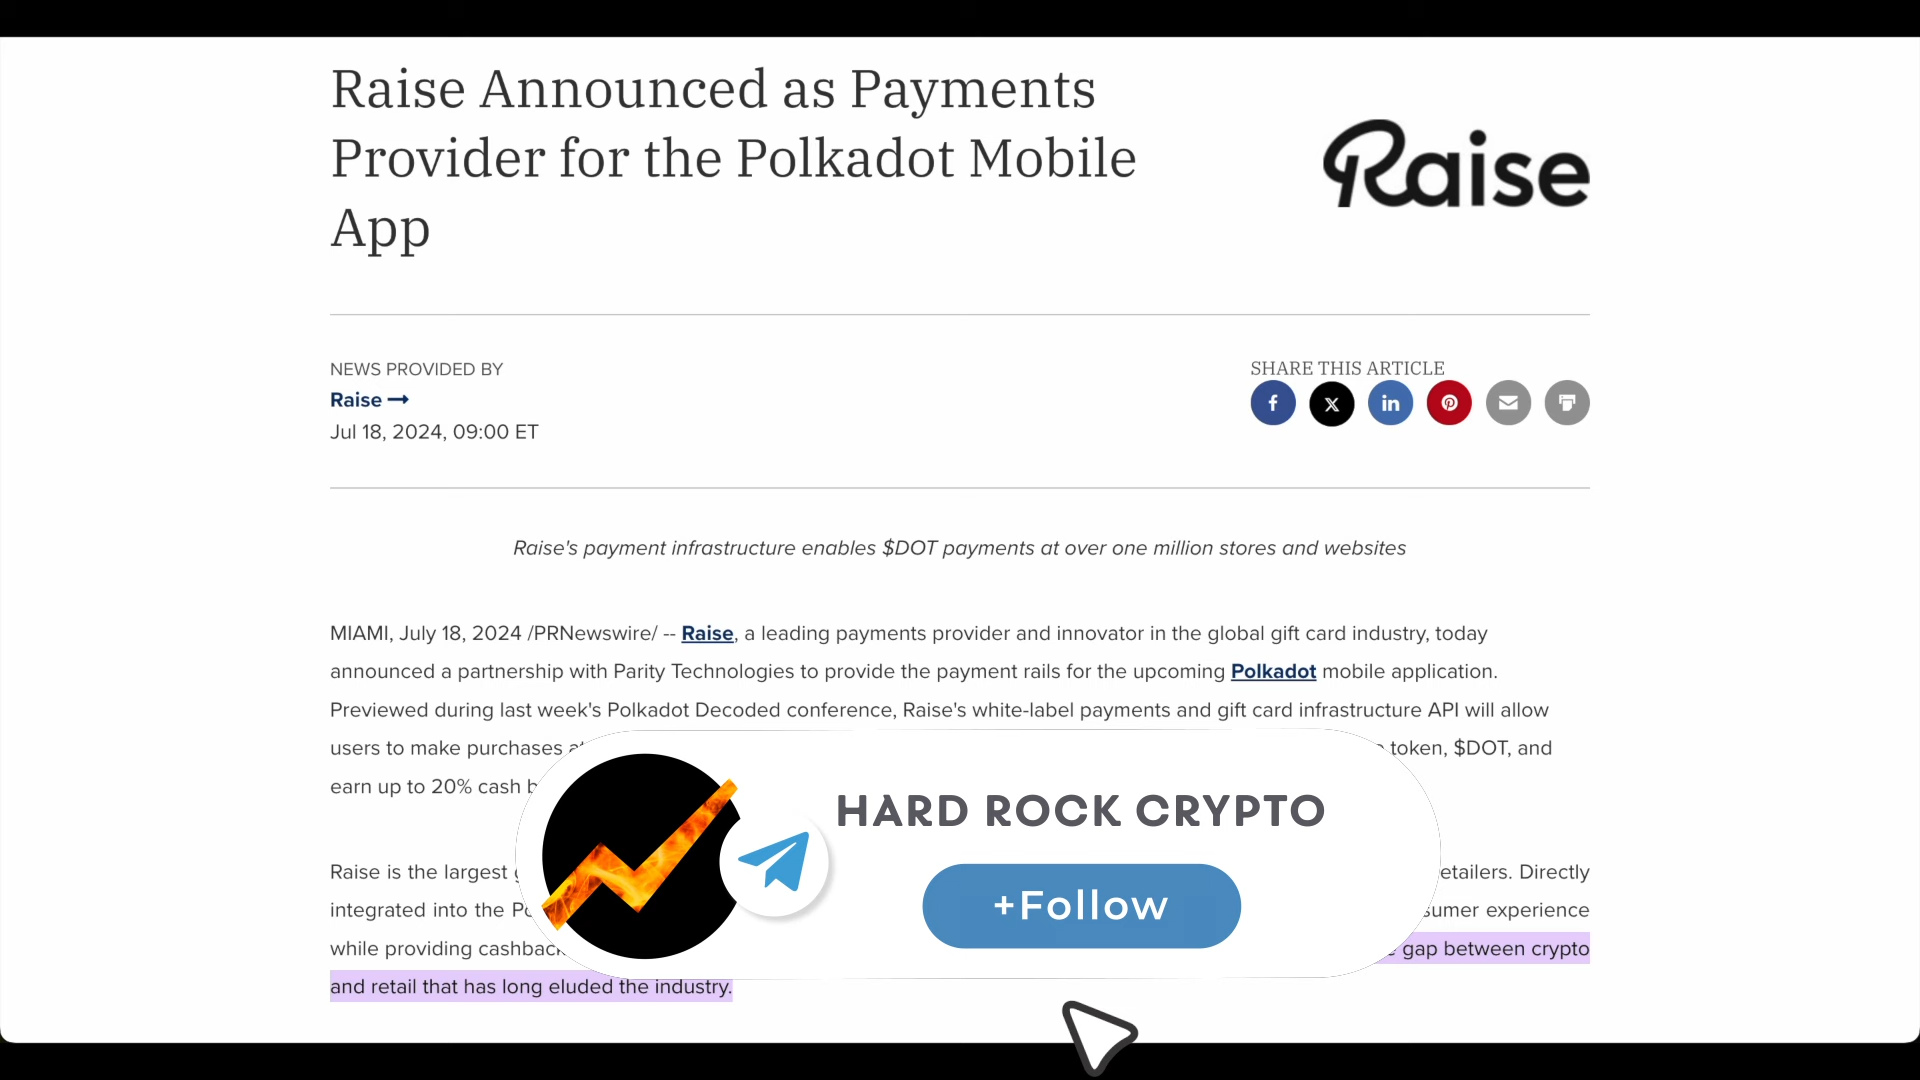 Raise Announced as Payments
Provider for the Polkadot Mobile
App
Raise
NEWS PROVIDED BY
Raise
Jul 18, 2024, 09:00 ET
SHARE THIS ARTICLE
Raise's payment infrastructure enables $DOT payments at over one million stores and websites
MIAMI, July 18, 2024 /PRNewswire/ -- Raise, a leading payments provider and innovator in the global gift card industry, today
announced a partnership with Parity Technologies to provide the payment rails for the upcoming Polkadot mobile application.
Previewed during last week's Polkadot Decoded conference, Raise's white-label payments and gift card infrastructure API will allow
users to make purchases token, $DOT, and
earn up to 20% cash
HARD ROCK CRYPTO
+Follow
Raise is the largest Directly
integrated into the experience
while providing gap between crypto
and retail that has long eluded the industry.